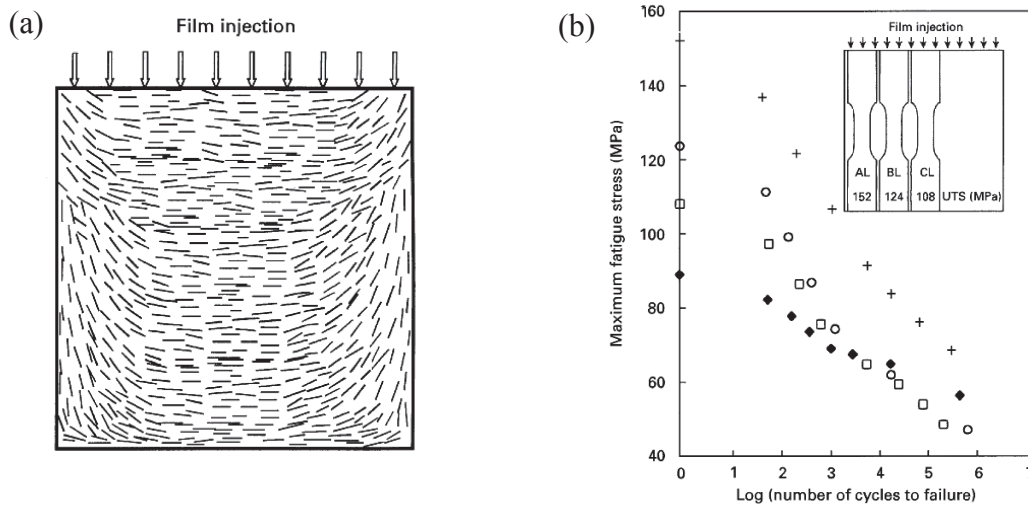 (a)
Film injection
(b)
Maximum fatigue stress (MPa)
160
140
120
100
80
60
40
0
1
2
3
4
5
6
7
Log (number of cycles to failure)
Film injection
AL BL CL
152 124 108 UTS (MPa)